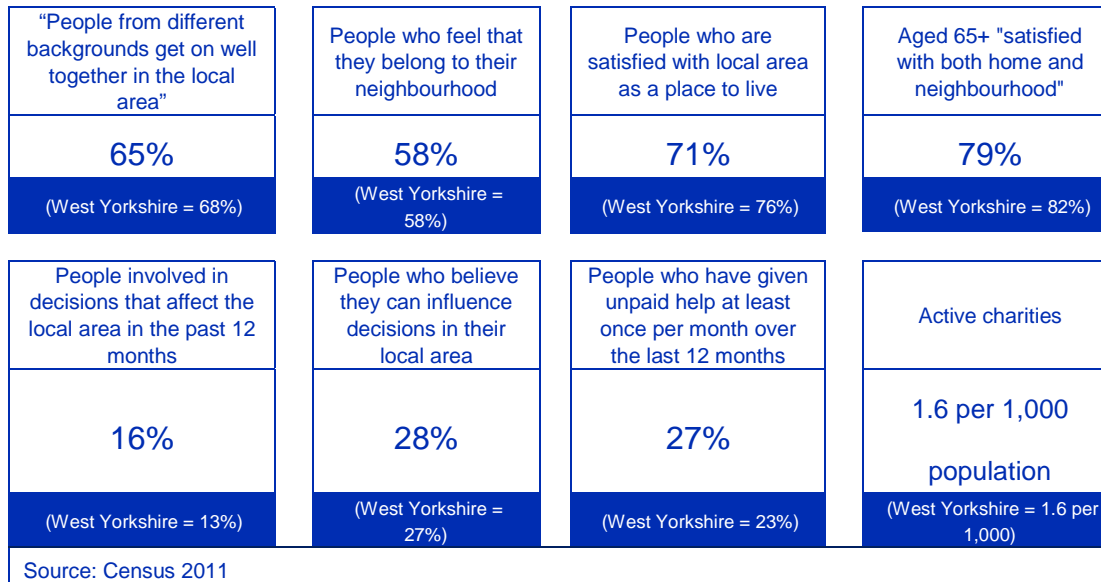 “People from different
backgrounds get on well
together in the local
area”
65%
(West Yorkshire = 68%)
People who feel that
they belong to their
neighbourhood
58%
(West Yorkshire =
58%)
People who are
satisfied with local area
as a place to live
71%
(West Yorkshire = 76%)
Aged 65+ "satisfied
with both home and
neighbourhood"
79%
(West Yorkshire = 82%)
People involved in
decisions that affect the
local area in the past 12
months
16%
(West Yorkshire = 13%)
People who believe
they can influence
decisions in their
local area
28%
(West Yorkshire =
27%)
People who have given
unpaid help at least
once per month over
the last 12 months
27%
(West Yorkshire = 23%)
Active charities
1.6 per 1,000
population
(West Yorkshire = 1.6 per
1,000)
Source: Census 2011